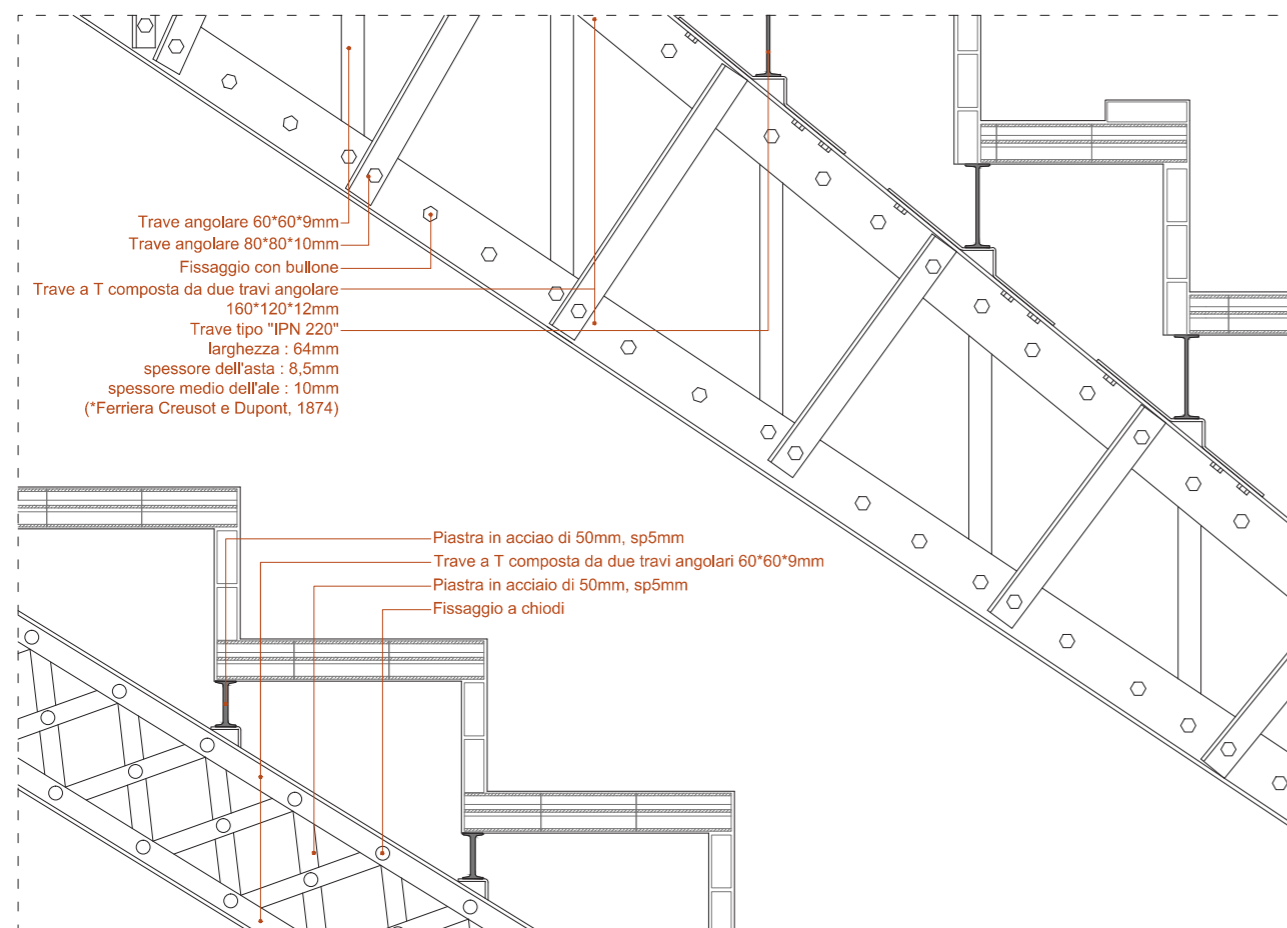 Trave angolare 60*60*9mm
Trave angolare 80*80*10mm
Fissaggio con bullone
Trave a T composta da due travi angolare
160*120*12mm
Trave tipo "IPN 220"
larghezza : 64mm
spessore dell'asta : 8,5mm
spessore medio dell'ale : 10mm
(*Ferriera Creusot e Dupont, 1874)
Piastra in acciao di 50mm, sp5mm
Trave a T composta da due travi angolari 60*60*9mm
Piastra in acciaio di 50mm, sp5mm
Fissaggio a chiodi